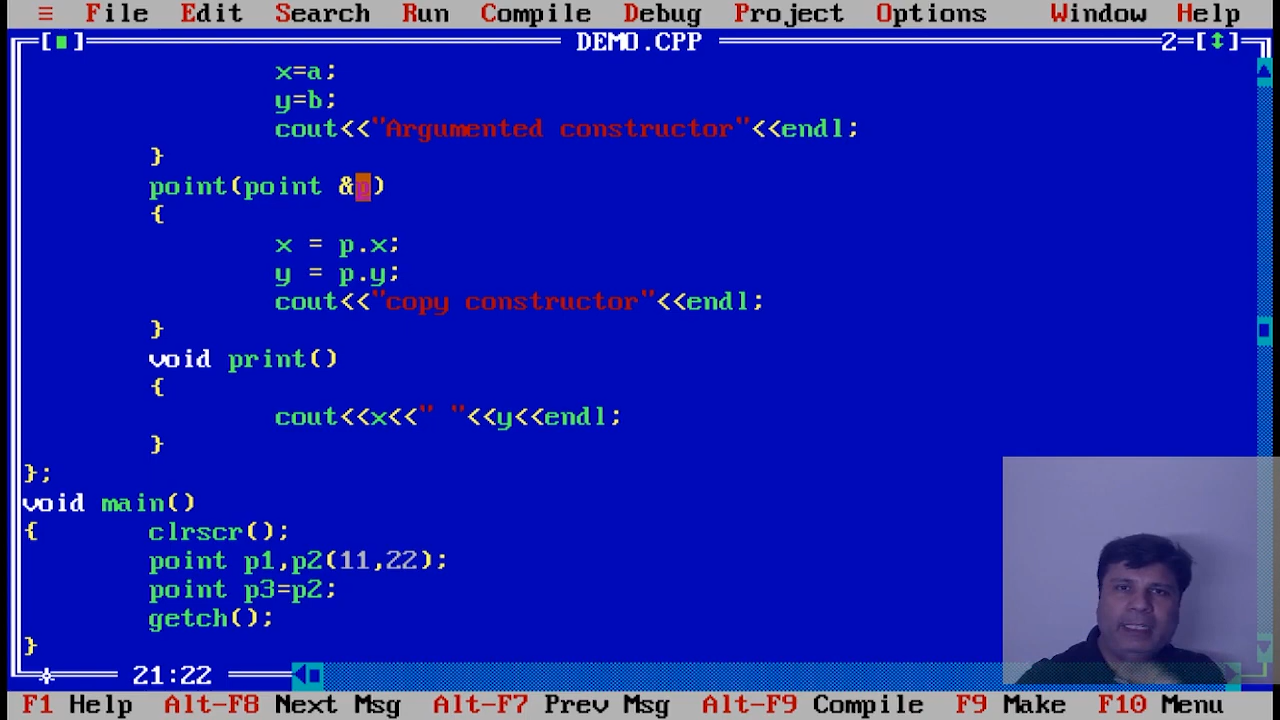 ≡ File Edit Search Run Compile Debug Project Options Window Help
[■] DEMO.CPP 2=[↕]
x=a;
y=b;
cout<<"Argumented constructor"<<endl;
}
point(point &p)
{
x = p.x;
y = p.y;
cout<<"copy constructor"<<endl;
}
void print()
{
cout<<x<<" "<<y<<endl;
}
};
void main()
{ clrscr();
point p1,p2(11,22);
point p3=p2;
getch();
}
21:22
F1 Help Alt-F8 Next Msg Alt-F7 Prev Msg Alt-F9 Compile F9 Make F10 Menu